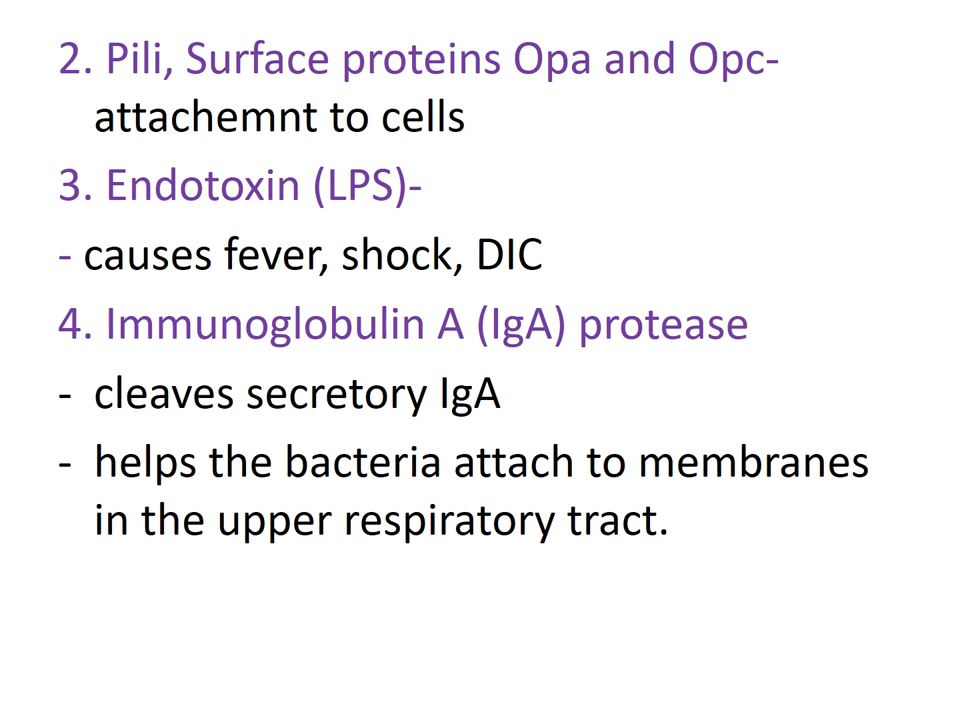 2. Pili, Surface proteins Opa and Opc-
attachemnt to cells
3. Endotoxin (LPS)-
- causes fever, shock, DIC
4. Immunoglobulin A (IgA) protease
- cleaves secretory IgA
- helps the bacteria attach to membranes
in the upper respiratory tract.